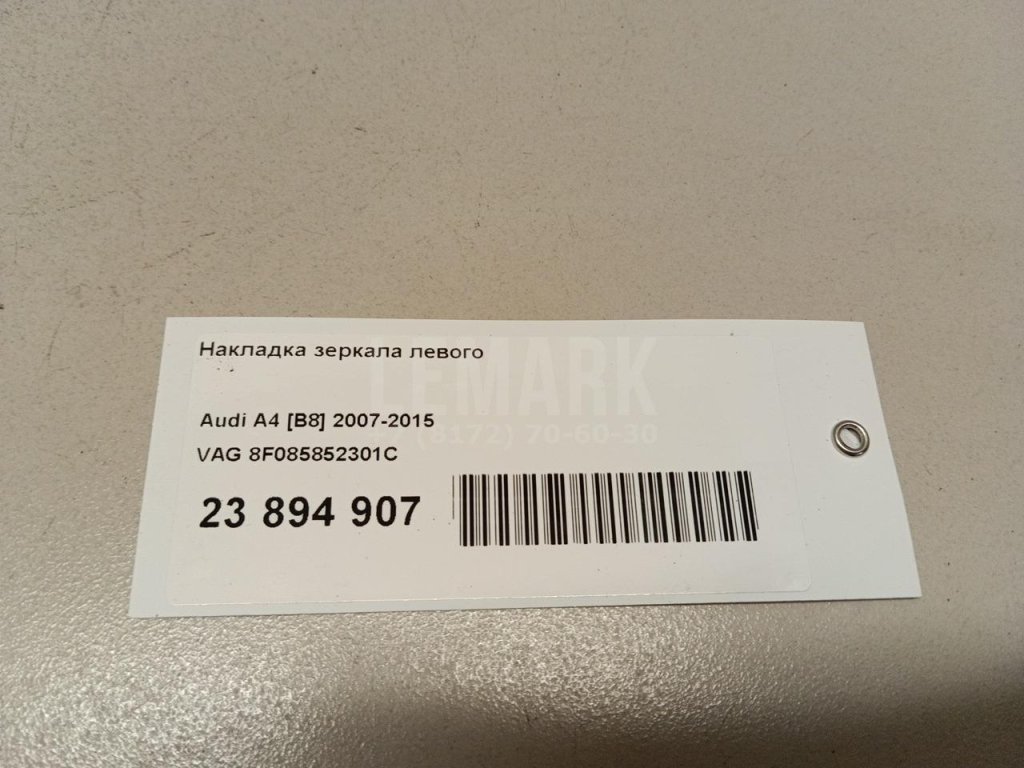 Накладка зеркала левого
LEMARK
Audi A4 [B8] 2007-2015
(8172) 70-60-30
VAG 8F085852301C
23 894 907